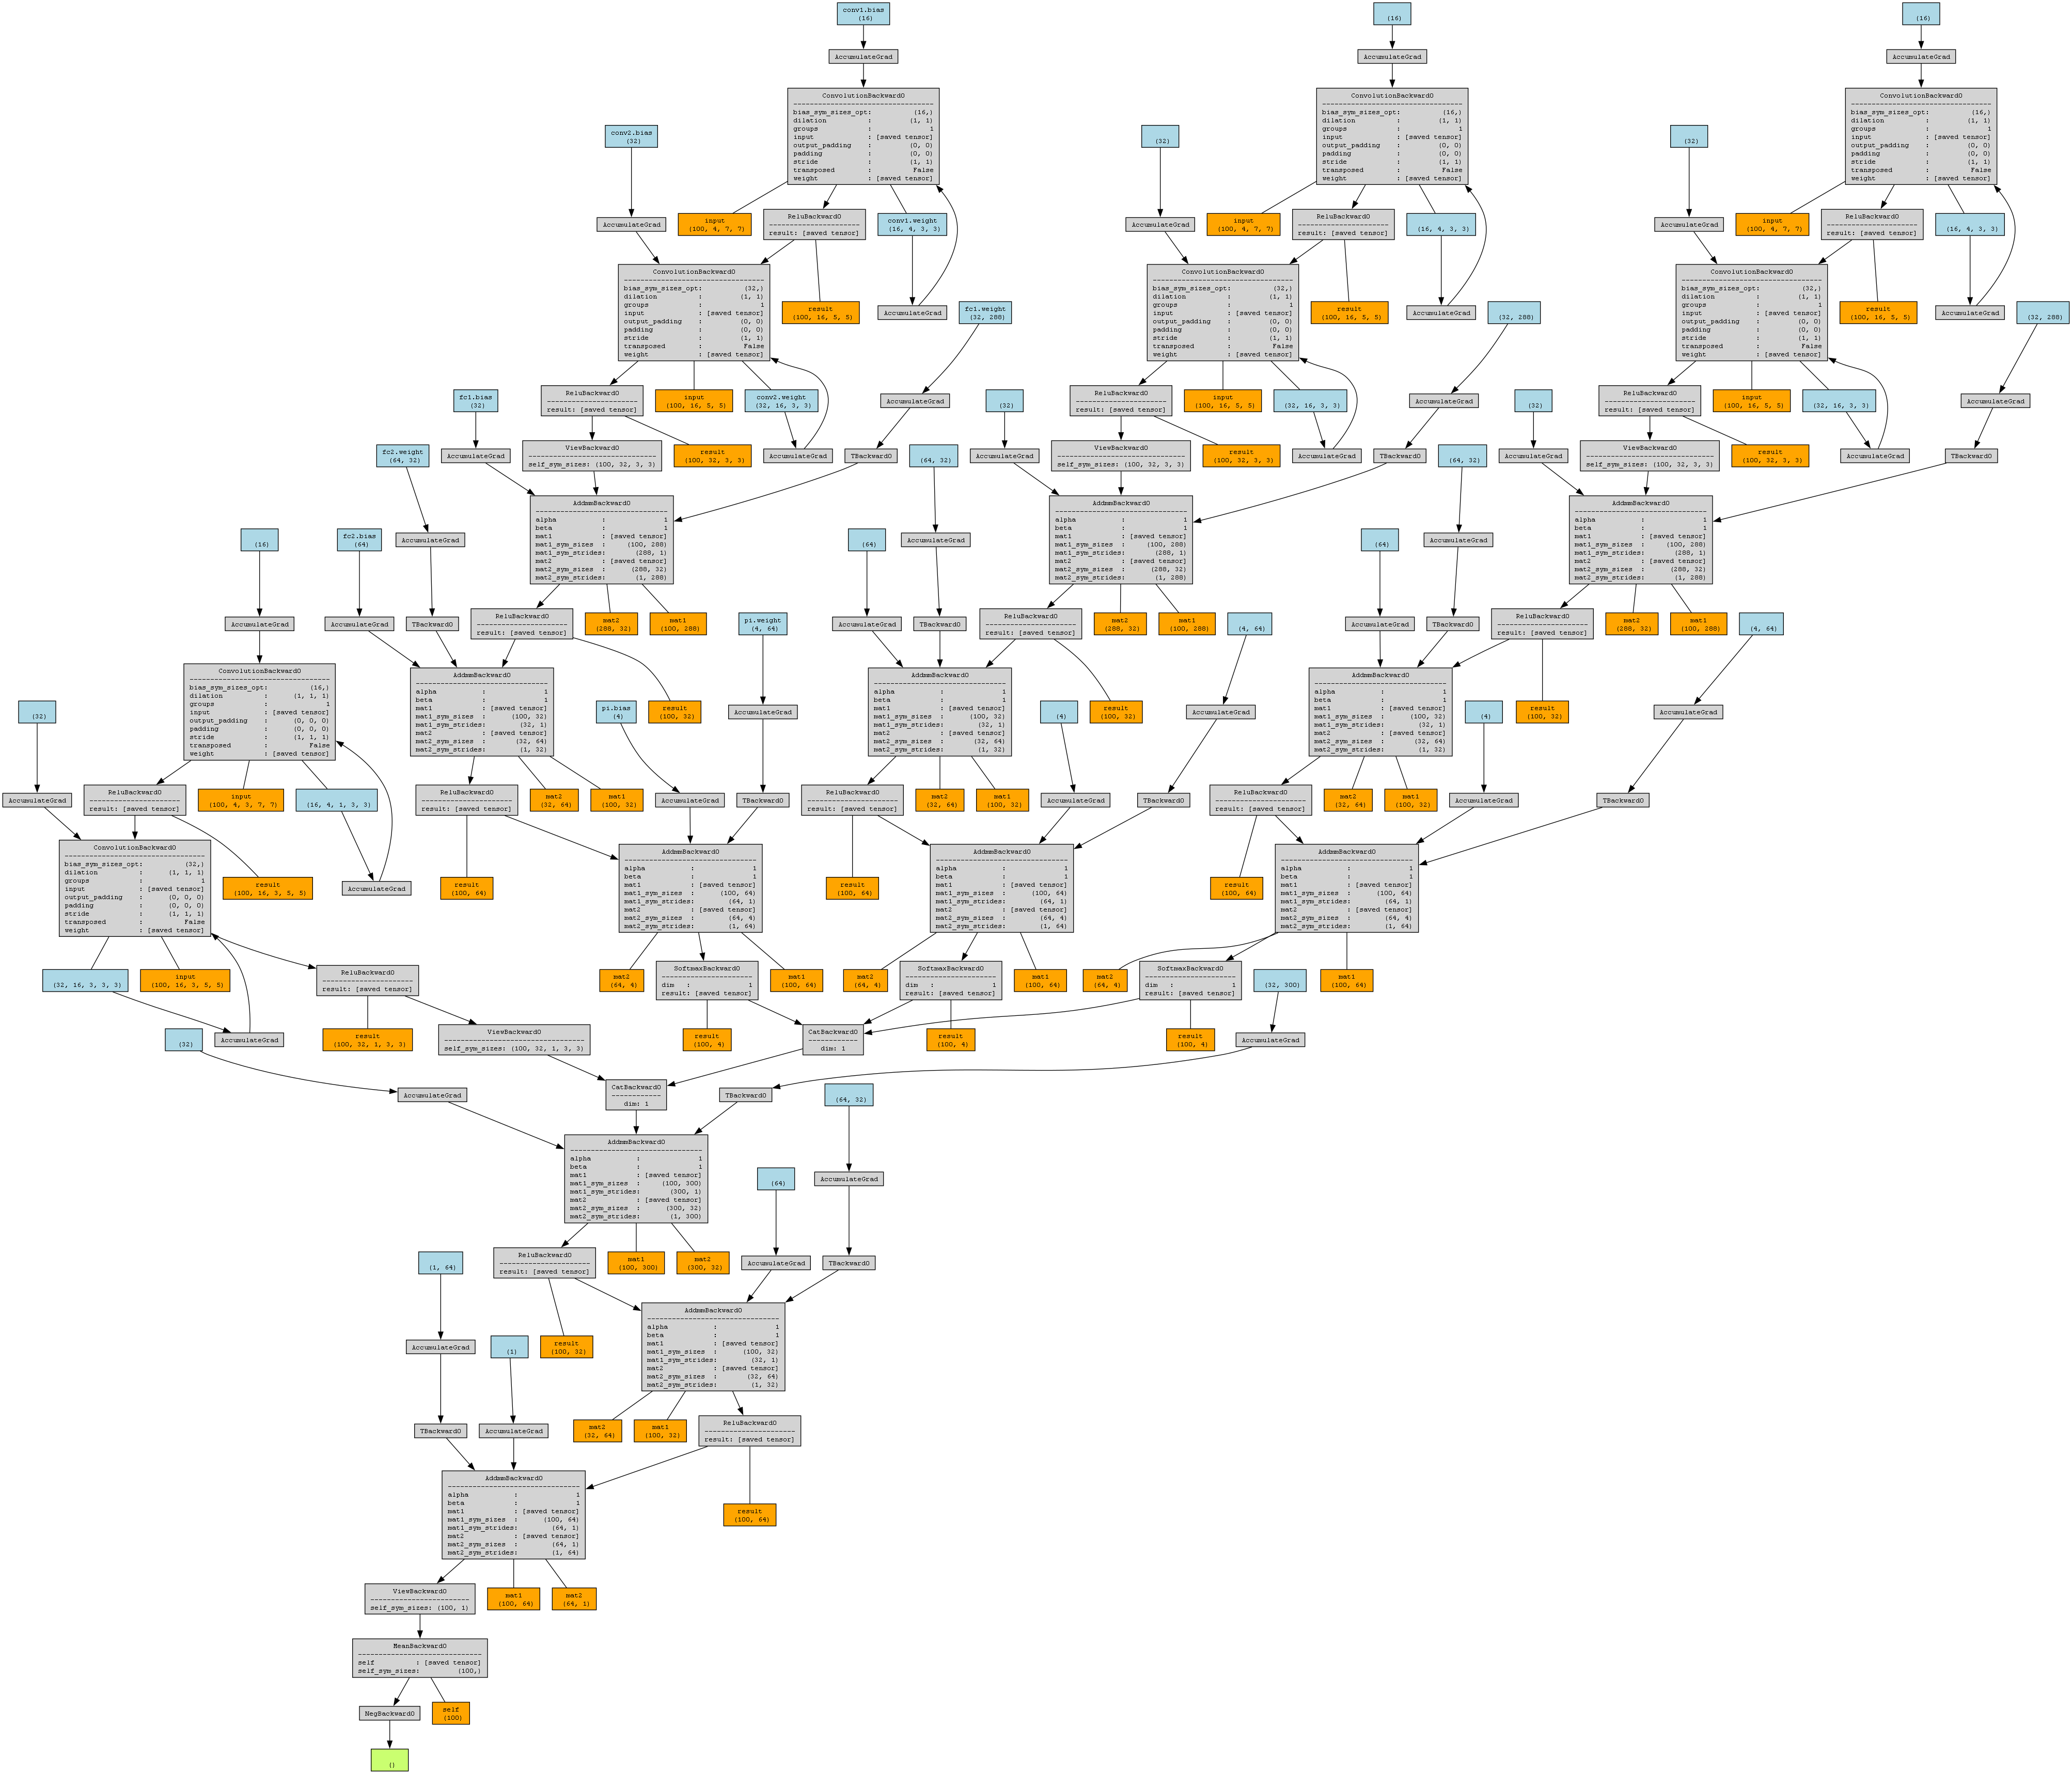 conv1.bias
(16)
(16)
(16)
AccumulateGrad
AccumulateGrad
AccumulateGrad
ConvolutionBackward0
----------------------------------
bias_sym_sizes_opt: (16,)
dilation : (1, 1)
groups : 1
input : [saved tensor]
output_padding : (0, 0)
padding : (0, 0)
stride : (1, 1)
transposed : False
weight : [saved tensor]
ConvolutionBackward0
----------------------------------
bias_sym_sizes_opt: (16,)
dilation : (1, 1)
groups : 1
input : [saved tensor]
output_padding : (0, 0)
padding : (0, 0)
stride : (1, 1)
transposed : False
weight : [saved tensor]
ConvolutionBackward0
----------------------------------
bias_sym_sizes_opt: (16,)
dilation : (1, 1)
groups : 1
input : [saved tensor]
output_padding : (0, 0)
padding : (0, 0)
stride : (1, 1)
transposed : False
weight : [saved tensor]
conv2.bias
(32)
(32)
(32)
AccumulateGrad
input
(100, 4, 7, 7)
ReluBackward0
----------------------
result: [saved tensor]
conv1.weight
(16, 4, 3, 3)
AccumulateGrad
input
(100, 4, 7, 7)
ReluBackward0
----------------------
result: [saved tensor]
(16, 4, 3, 3)
AccumulateGrad
input
(100, 4, 7, 7)
ReluBackward0
----------------------
result: [saved tensor]
(16, 4, 3, 3)
ConvolutionBackward0
----------------------------------
bias_sym_sizes_opt: (32,)
dilation : (1, 1)
groups : 1
input : [saved tensor]
output_padding : (0, 0)
padding : (0, 0)
stride : (1, 1)
transposed : False
weight : [saved tensor]
result
(100, 16, 5, 5)
AccumulateGrad
fc1.weight
(32, 288)
ConvolutionBackward0
----------------------------------
bias_sym_sizes_opt: (32,)
dilation : (1, 1)
groups : 1
input : [saved tensor]
output_padding : (0, 0)
padding : (0, 0)
stride : (1, 1)
transposed : False
weight : [saved tensor]
result
(100, 16, 5, 5)
AccumulateGrad
(32, 288)
ConvolutionBackward0
----------------------------------
bias_sym_sizes_opt: (32,)
dilation : (1, 1)
groups : 1
input : [saved tensor]
output_padding : (0, 0)
padding : (0, 0)
stride : (1, 1)
transposed : False
weight : [saved tensor]
result
(100, 16, 5, 5)
AccumulateGrad
(32, 288)
fc1.bias
(32)
ReluBackward0
----------------------
result: [saved tensor]
input
(100, 16, 5, 5)
conv2.weight
(32, 16, 3, 3)
AccumulateGrad
(32)
ReluBackward0
----------------------
result: [saved tensor]
input
(100, 16, 5, 5)
(32, 16, 3, 3)
AccumulateGrad
(32)
ReluBackward0
----------------------
result: [saved tensor]
input
(100, 16, 5, 5)
(32, 16, 3, 3)
AccumulateGrad
fc2.weight
(64, 32)
AccumulateGrad
ViewBackward0
-------------------------------
self_sym_sizes: (100, 32, 3, 3)
result
(100, 32, 3, 3)
AccumulateGrad
TBackward0
(64, 32)
AccumulateGrad
ViewBackward0
-------------------------------
self_sym_sizes: (100, 32, 3, 3)
result
(100, 32, 3, 3)
AccumulateGrad
TBackward0
(64, 32)
AccumulateGrad
ViewBackward0
-------------------------------
self_sym_sizes: (100, 32, 3, 3)
result
(100, 32, 3, 3)
AccumulateGrad
TBackward0
(16)
fc2.bias
(64)
AccumulateGrad
AddmmBackward0
--------------------------------
alpha : 1
beta : 1
mat1 : [saved tensor]
mat1_sym_sizes : (100, 288)
mat1_sym_strides: (288, 1)
mat2 : [saved tensor]
mat2_sym_sizes : (288, 32)
mat2_sym_strides: (1, 288)
(64)
AccumulateGrad
AddmmBackward0
--------------------------------
alpha : 1
beta : 1
mat1 : [saved tensor]
mat1_sym_sizes : (100, 288)
mat1_sym_strides: (288, 1)
mat2 : [saved tensor]
mat2_sym_sizes : (288, 32)
mat2_sym_strides: (1, 288)
(64)
AccumulateGrad
AddmmBackward0
--------------------------------
alpha : 1
beta : 1
mat1 : [saved tensor]
mat1_sym_sizes : (100, 288)
mat1_sym_strides: (288, 1)
mat2 : [saved tensor]
mat2_sym_sizes : (288, 32)
mat2_sym_strides: (1, 288)
AccumulateGrad
AccumulateGrad
TBackward0
ReluBackward0
----------------------
result: [saved tensor]
mat2
(288, 32)
mat1
(100, 288)
pi.weight
(4, 64)
AccumulateGrad
TBackward0
ReluBackward0
----------------------
result: [saved tensor]
mat2
(288, 32)
mat1
(100, 288)
(4, 64)
AccumulateGrad
TBackward0
ReluBackward0
----------------------
result: [saved tensor]
mat2
(288, 32)
mat1
(100, 288)
(4, 64)
(32)
ConvolutionBackward0
----------------------------------
bias_sym_sizes_opt: (16,)
dilation : (1, 1, 1)
groups : 1
input : [saved tensor]
output_padding : (0, 0, 0)
padding : (0, 0, 0)
stride : (1, 1, 1)
transposed : False
weight : [saved tensor]
AddmmBackward0
--------------------------------
alpha : 1
beta : 1
mat1 : [saved tensor]
mat1_sym_sizes : (100, 32)
mat1_sym_strides: (32, 1)
mat2 : [saved tensor]
mat2_sym_sizes : (32, 64)
mat2_sym_strides: (1, 32)
pi.bias
(4)
result
(100, 32)
AccumulateGrad
AddmmBackward0
--------------------------------
alpha : 1
beta : 1
mat1 : [saved tensor]
mat1_sym_sizes : (100, 32)
mat1_sym_strides: (32, 1)
mat2 : [saved tensor]
mat2_sym_sizes : (32, 64)
mat2_sym_strides: (1, 32)
(4)
result
(100, 32)
AccumulateGrad
AddmmBackward0
--------------------------------
alpha : 1
beta : 1
mat1 : [saved tensor]
mat1_sym_sizes : (100, 32)
mat1_sym_strides: (32, 1)
mat2 : [saved tensor]
mat2_sym_sizes : (32, 64)
mat2_sym_strides: (1, 32)
(4)
result
(100, 32)
AccumulateGrad
AccumulateGrad
ReluBackward0
----------------------
result: [saved tensor]
input
(100, 4, 3, 7, 7)
(16, 4, 1, 3, 3)
ReluBackward0
----------------------
result: [saved tensor]
mat2
(32, 64)
mat1
(100, 32)
AccumulateGrad
TBackward0
ReluBackward0
----------------------
result: [saved tensor]
mat2
(32, 64)
mat1
(100, 32)
AccumulateGrad
TBackward0
ReluBackward0
----------------------
result: [saved tensor]
mat2
(32, 64)
mat1
(100, 32)
AccumulateGrad
TBackward0
ConvolutionBackward0
----------------------------------
bias_sym_sizes_opt: (32,)
dilation : (1, 1, 1)
groups : 1
input : [saved tensor]
output_padding : (0, 0, 0)
padding : (0, 0, 0)
stride : (1, 1, 1)
transposed : False
weight : [saved tensor]
result
(100, 16, 3, 5, 5)
AccumulateGrad
result
(100, 64)
AddmmBackward0
--------------------------------
alpha : 1
beta : 1
mat1 : [saved tensor]
mat1_sym_sizes : (100, 64)
mat1_sym_strides: (64, 1)
mat2 : [saved tensor]
mat2_sym_sizes : (64, 4)
mat2_sym_strides: (1, 64)
result
(100, 64)
AddmmBackward0
--------------------------------
alpha : 1
beta : 1
mat1 : [saved tensor]
mat1_sym_sizes : (100, 64)
mat1_sym_strides: (64, 1)
mat2 : [saved tensor]
mat2_sym_sizes : (64, 4)
mat2_sym_strides: (1, 64)
result
(100, 64)
AddmmBackward0
--------------------------------
alpha : 1
beta : 1
mat1 : [saved tensor]
mat1_sym_sizes : (100, 64)
mat1_sym_strides: (64, 1)
mat2 : [saved tensor]
mat2_sym_sizes : (64, 4)
mat2_sym_strides: (1, 64)
(32, 16, 3, 3, 3)
input
(100, 16, 3, 5, 5)
ReluBackward0
----------------------
result: [saved tensor]
mat2
(64, 4)
SoftmaxBackward0
----------------------
dim : 1
result: [saved tensor]
mat1
(100, 64)
mat2
(64, 4)
SoftmaxBackward0
----------------------
dim : 1
result: [saved tensor]
mat1
(100, 64)
mat2
(64, 4)
SoftmaxBackward0
----------------------
dim : 1
result: [saved tensor]
(32, 300)
mat1
(100, 64)
(32)
AccumulateGrad
result
(100, 32, 1, 3, 3)
ViewBackward0
----------------------------------
self_sym_sizes: (100, 32, 1, 3, 3)
result
(100, 4)
CatBackward0
------------
dim: 1
result
(100, 4)
result
(100, 4)
AccumulateGrad
AccumulateGrad
CatBackward0
------------
dim: 1
TBackward0
(64, 32)
AddmmBackward0
--------------------------------
alpha : 1
beta : 1
mat1 : [saved tensor]
mat1_sym_sizes : (100, 300)
mat1_sym_strides: (300, 1)
mat2 : [saved tensor]
mat2_sym_sizes : (300, 32)
mat2_sym_strides: (1, 300)
(64)
AccumulateGrad
(1, 64)
ReluBackward0
----------------------
result: [saved tensor]
mat1
(100, 300)
mat2
(300, 32)
AccumulateGrad
TBackward0
AccumulateGrad
(1)
result
(100, 32)
AddmmBackward0
--------------------------------
alpha : 1
beta : 1
mat1 : [saved tensor]
mat1_sym_sizes : (100, 32)
mat1_sym_strides: (32, 1)
mat2 : [saved tensor]
mat2_sym_sizes : (32, 64)
mat2_sym_strides: (1, 32)
TBackward0
AccumulateGrad
mat2
(32, 64)
mat1
(100, 32)
ReluBackward0
----------------------
result: [saved tensor]
AddmmBackward0
--------------------------------
alpha : 1
beta : 1
mat1 : [saved tensor]
mat1_sym_sizes : (100, 64)
mat1_sym_strides: (64, 1)
mat2 : [saved tensor]
mat2_sym_sizes : (64, 1)
mat2_sym_strides: (1, 64)
result
(100, 64)
ViewBackward0
------------------------
self_sym_sizes: (100, 1)
mat1
(100, 64)
mat2
(64, 1)
MeanBackward0
------------------------------
self : [saved tensor]
self_sym_sizes: (100,)
NegBackward0
self
(100)
()